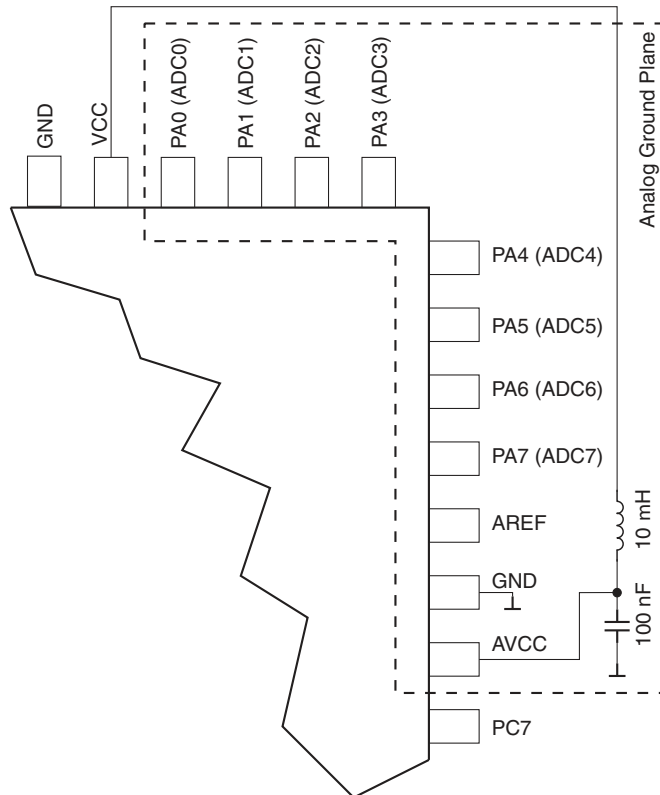 GND
VCC
PA0 (ADC0)
PA1 (ADC1)
PA2 (ADC2)
PA3 (ADC3)
Analog Ground Plane
PA4 (ADC4)
PA5 (ADC5)
PA6 (ADC6)
PA7 (ADC7)
AREF
10 mH
GND
AVCC
100 nF
PC7